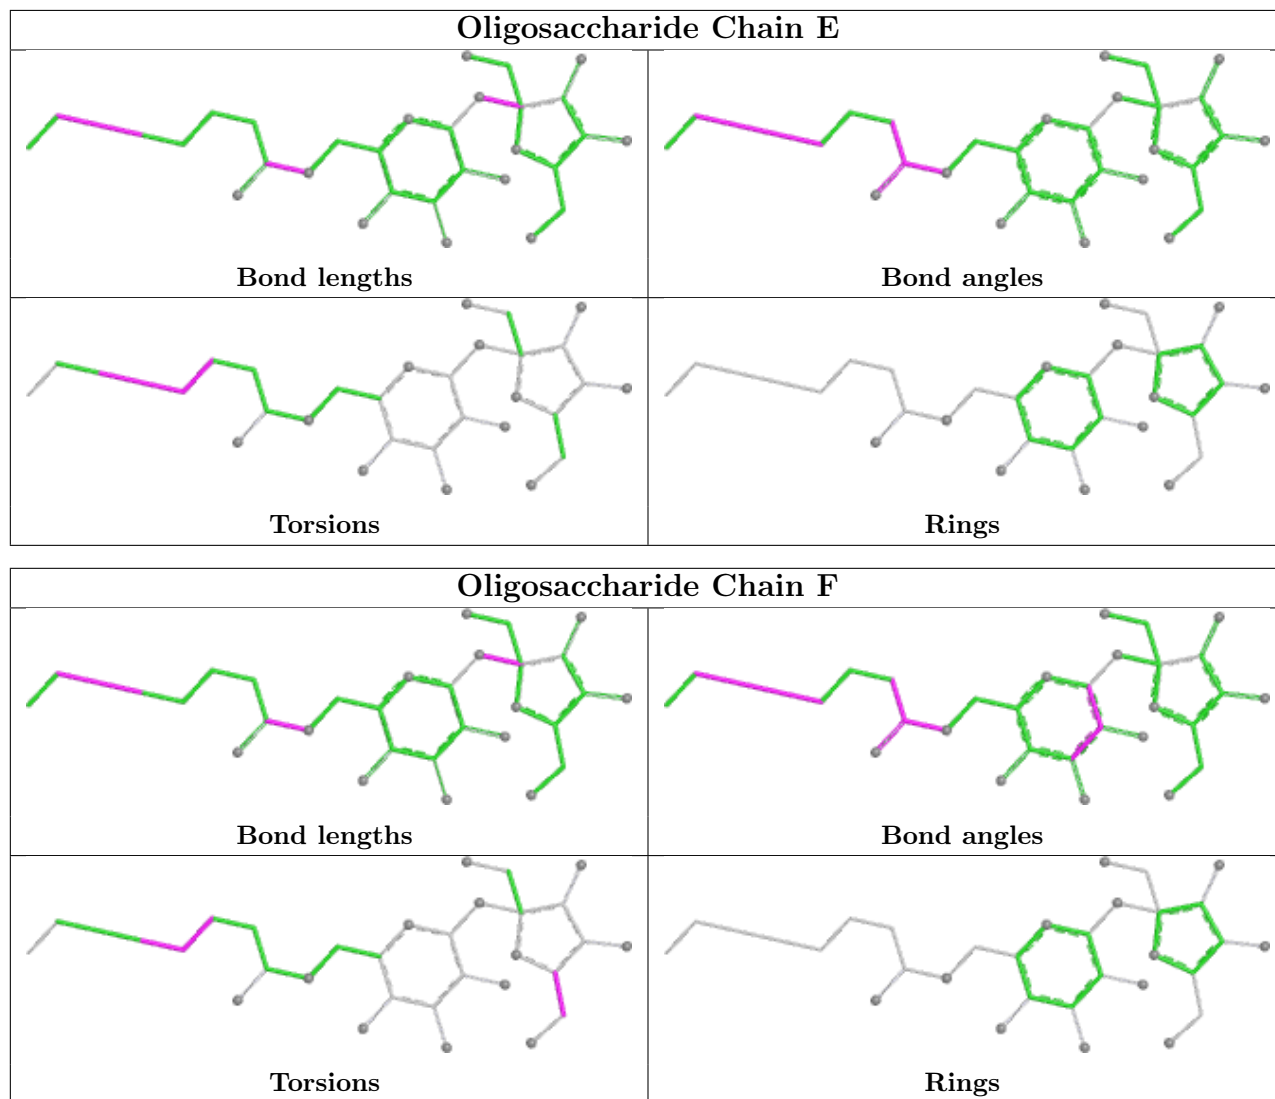 Oligosaccharide Chain E
Bond lengths
Bond angles
Torsions
Rings
Oligosaccharide Chain F
Bond lengths
Bond angles
Torsions
Rings